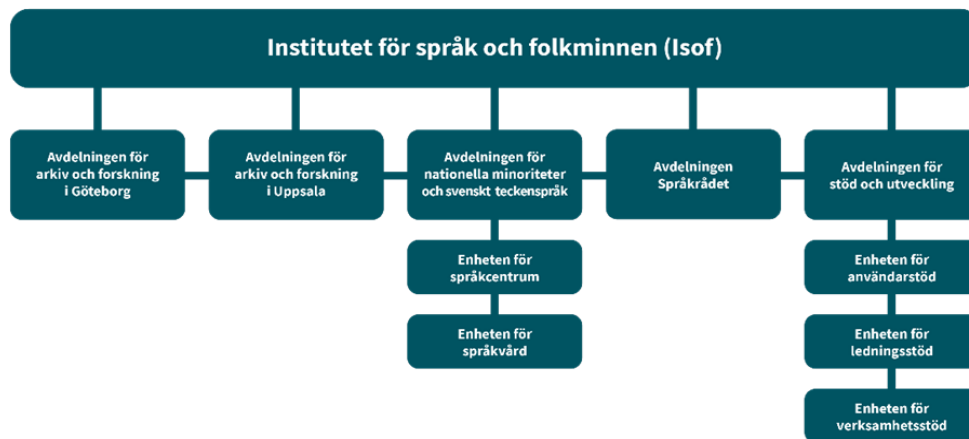 Institutet för språk och folkminnen (Isof)
Avdelningen för
arkiv och forskning
i Göteborg
Avdelningen för
arkiv och forskning
i Uppsala
Avdelningen för
nationella minoriteter
och svenskt teckenspråk
Avdelningen
Språkrådet
Avdelningen för
stöd och utveckling
Enheten för
språkcentrum
Enheten för
språkvård
Enheten för
användarstöd
Enheten för
ledningsstöd
Enheten för
verksamhetsstöd